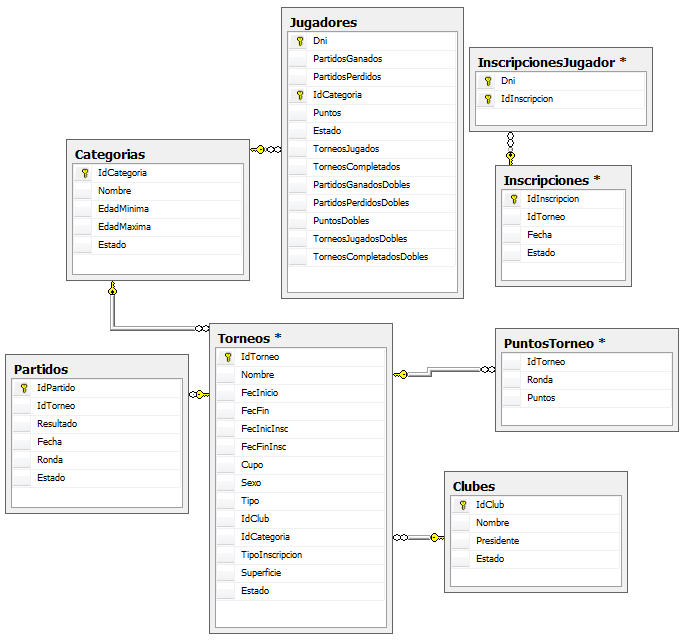 Jugadores
Dni
PartidosGanados
PartidosPerdidos
IdCategoria
Puntos
Estado
TorneosJugados
TorneosCompletados
PartidosGanadosDobles
PartidosPerdidosDobles
PuntosDobles
TorneosJugadosDobles
TorneosCompletadosDobles
InscripcionesJugador *
Dni
IdInscripcion
Categorias
IdCategoria
Nombre
EdadMinima
EdadMaxima
Estado
Inscripciones *
IdInscripcion
IdTorneo
Fecha
Estado
Torneos *
IdTorneo
Nombre
FecInicio
FecFin
FecInicInsc
FecFinInsc
Cupo
Sexo
Tipo
IdClub
IdCategoria
TipoInscripcion
Superficie
Estado
PuntosTorneo *
IdTorneo
Ronda
Puntos
Partidos
IdPartido
IdTorneo
Resultado
Fecha
Ronda
Estado
Clubes
IdClub
Nombre
Presidente
Estado